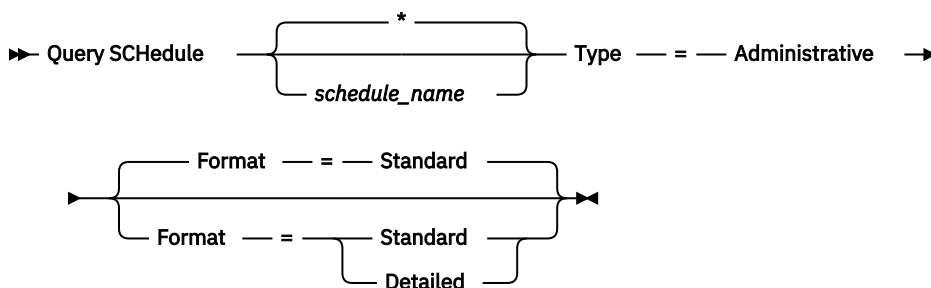 *
Query SCHedule Type = Administrative
schedule_name
Format = Standard
Format = Standard
Detailed